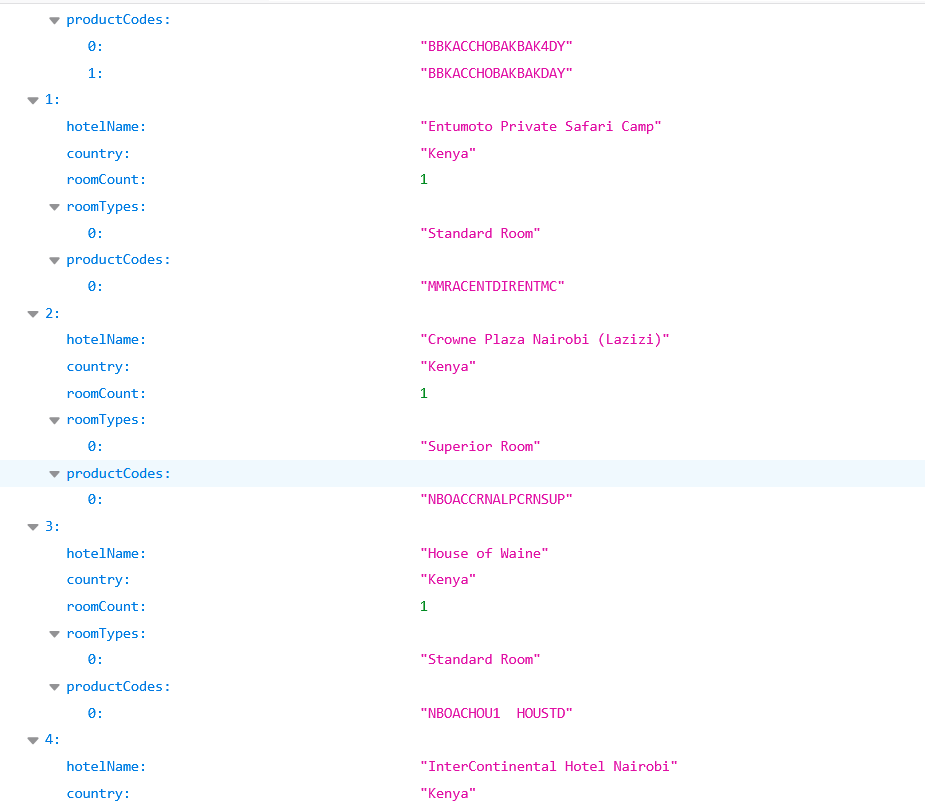 productCodes:
0: "BBKACCHOBAKBAK4DY"
1: "BBKACCHOBAKBAKDAY"
1:
hotelName: "Entumoto Private Safari Camp"
country: "Kenya"
roomCount: 1
roomTypes:
0: "Standard Room"
productCodes:
0: "MMRACENTDIRENTMC"
2:
hotelName: "Crowne Plaza Nairobi (Lazizi)"
country: "Kenya"
roomCount: 1
roomTypes:
0: "Superior Room"
productCodes:
0: "NBOACCRNALPCRNSUP"
3:
hotelName: "House of Waine"
country: "Kenya"
roomCount: 1
roomTypes:
0: "Standard Room"
productCodes:
0: "NBOACHOU1  HOUSTD"
4:
hotelName: "InterContinental Hotel Nairobi"
country: "Kenya"